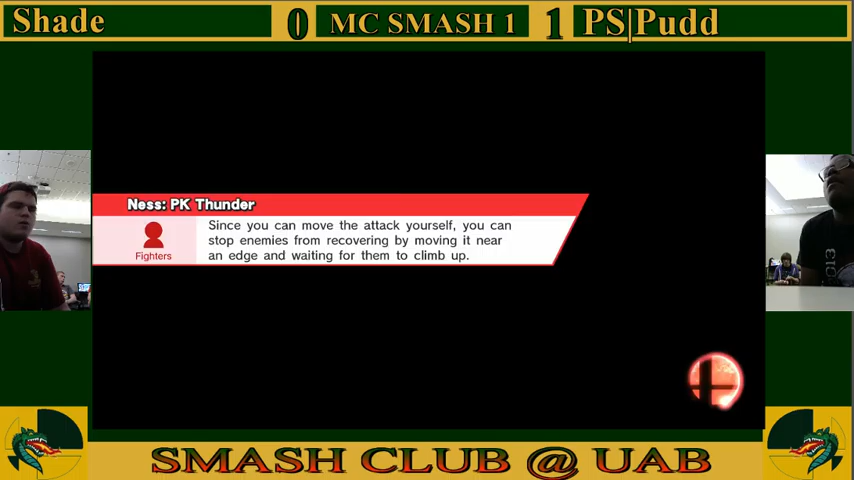 Shade 0 MC SMASH 1 1 PS|Pudd
Ness: PK Thunder
Since you can move the attack yourself, you can
stop enemies from recovering by moving it near
an edge and waiting for them to climb up.
Fighters
SMASH CLUB @ UAB